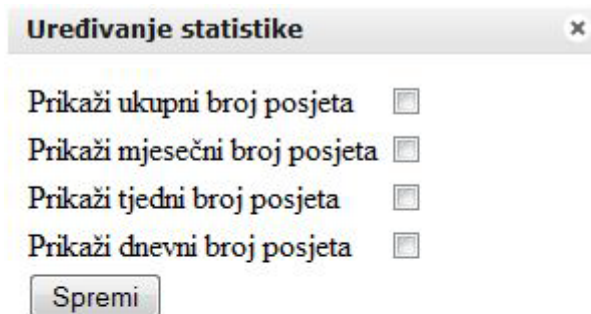 Uređivanje statistike
Prikaži ukupni broj posjeta
Prikaži mjesečni broj posjeta
Prikaži tjedni broj posjeta
Prikaži dnevni broj posjeta
Spremi